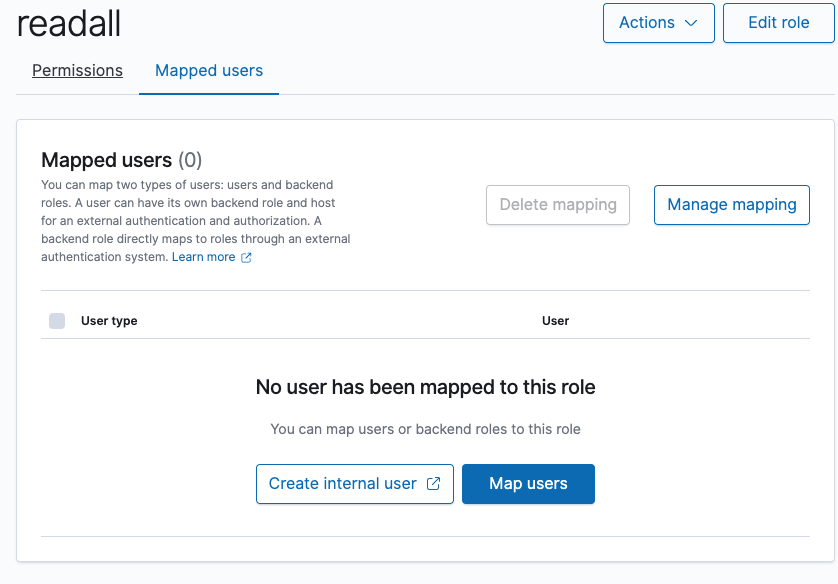 readall
Actions
Edit role
Permissions
Mapped users
Mapped users (0)
You can map two types of users: users and backend
roles. A user can have its own backend role and host
for an external authentication and authorization. A
backend role directly maps to roles through an external
authentication system. Learn more
Delete mapping
Manage mapping
User type
User
No user has been mapped to this role
You can map users or backend roles to this role
Create internal user
Map users